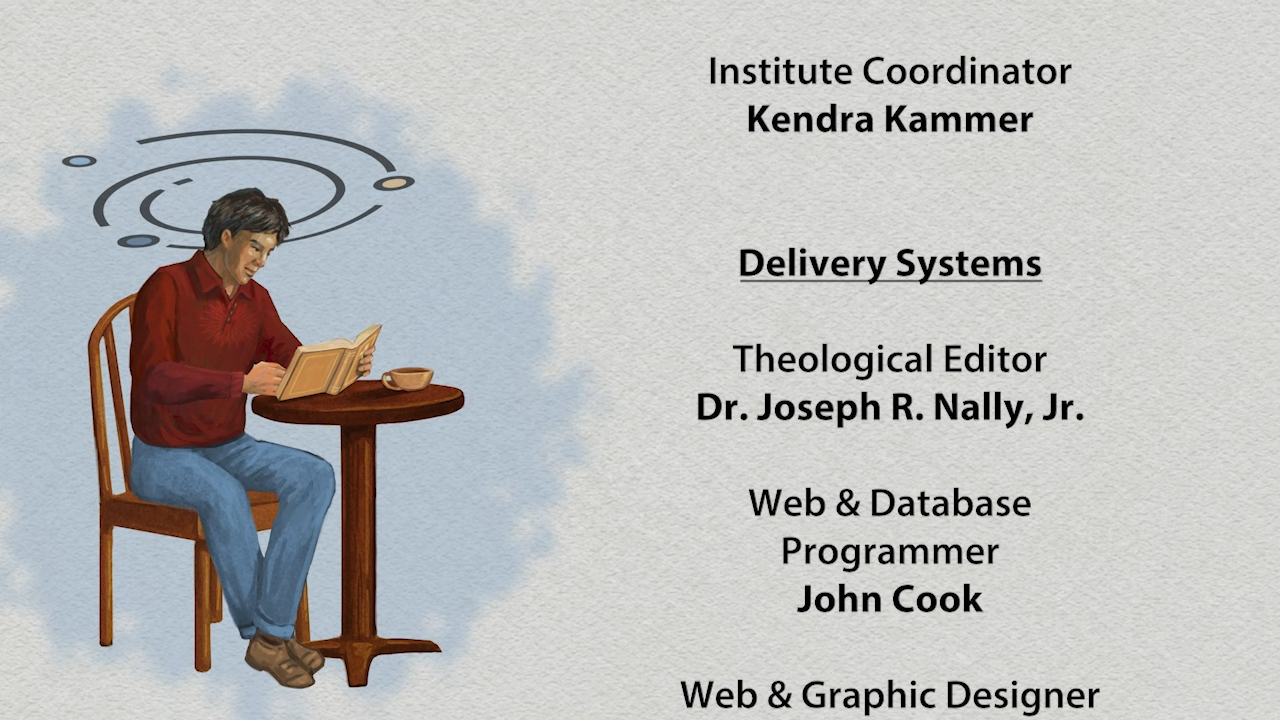 Institute Coordinator
Kendra Kammer
Delivery Systems
Theological Editor
Dr. Joseph R. Nally, Jr.
Web & Database
Programmer
John Cook
Web & Graphic Designer